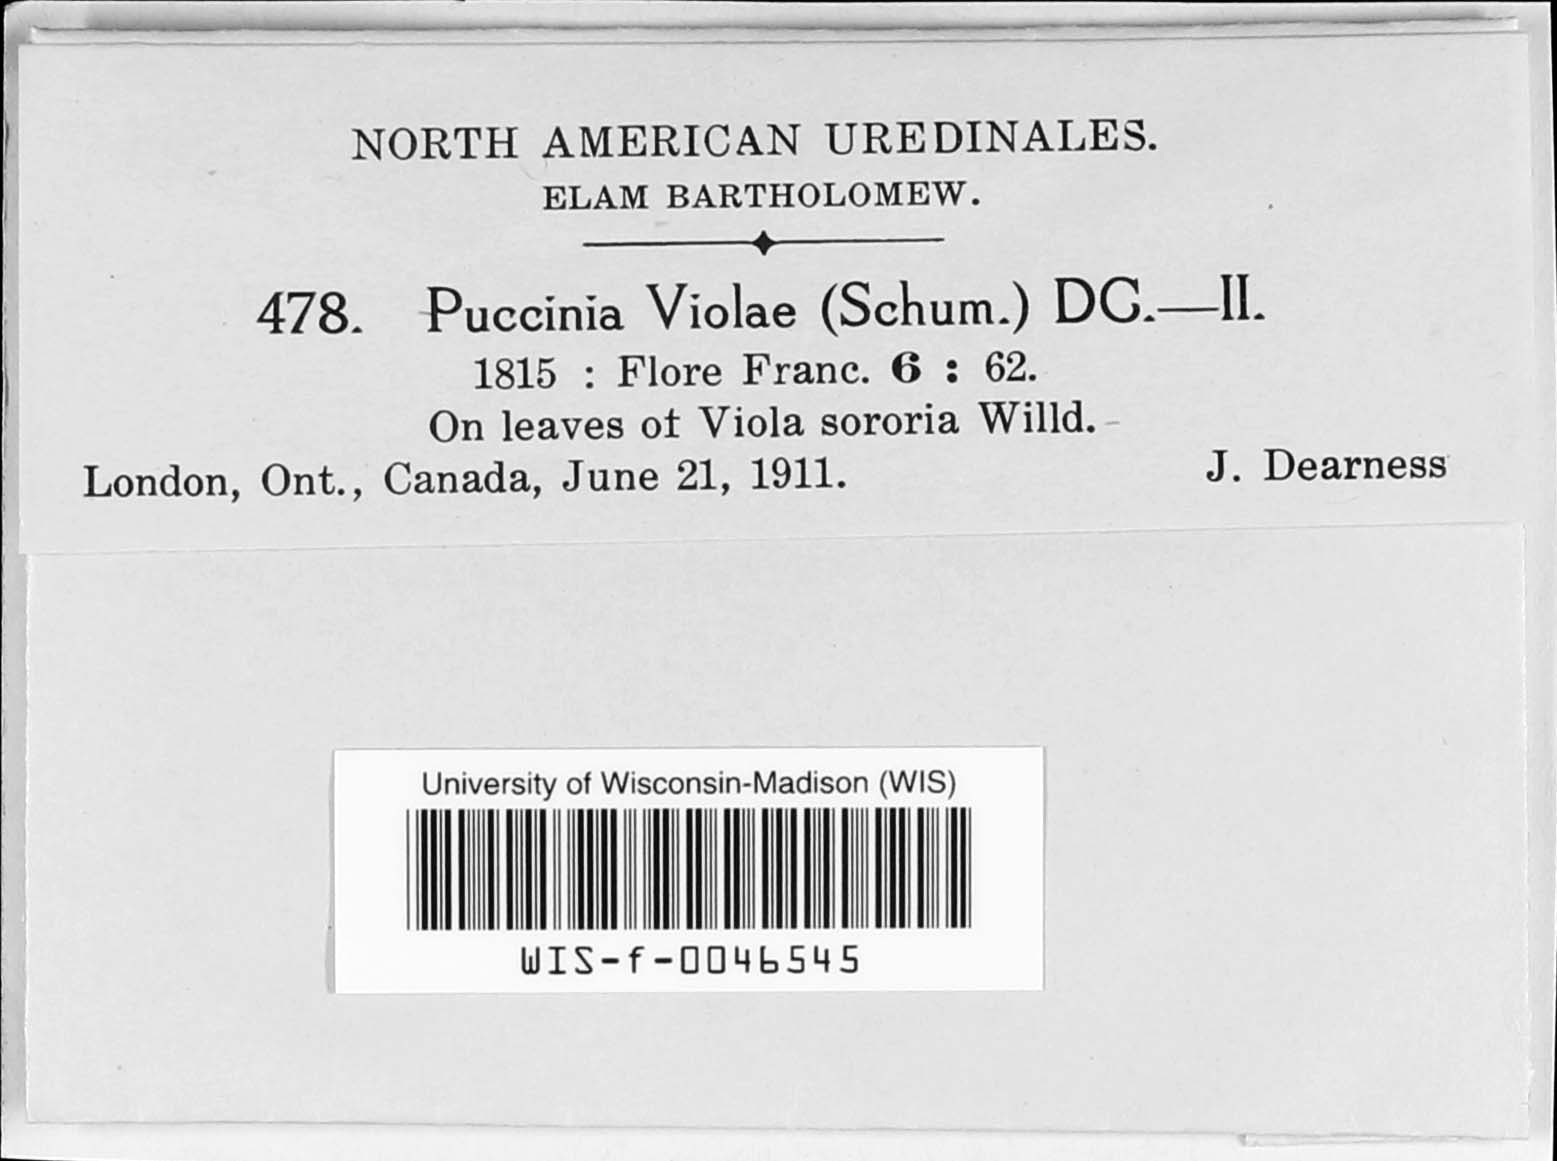 NORTH AMERICAN UREDINALES.
ELAM BARTHOLOMEW.
478. Puccinia Violae (Schum.) DC.—II.
1815 : Flore Franc. 6 : 62.
On leaves of Viola sororia Willd.
London, Ont., Canada, June 21, 1911. J. Dearness
University of Wisconsin-Madison (WIS)
WIS-f-0046545